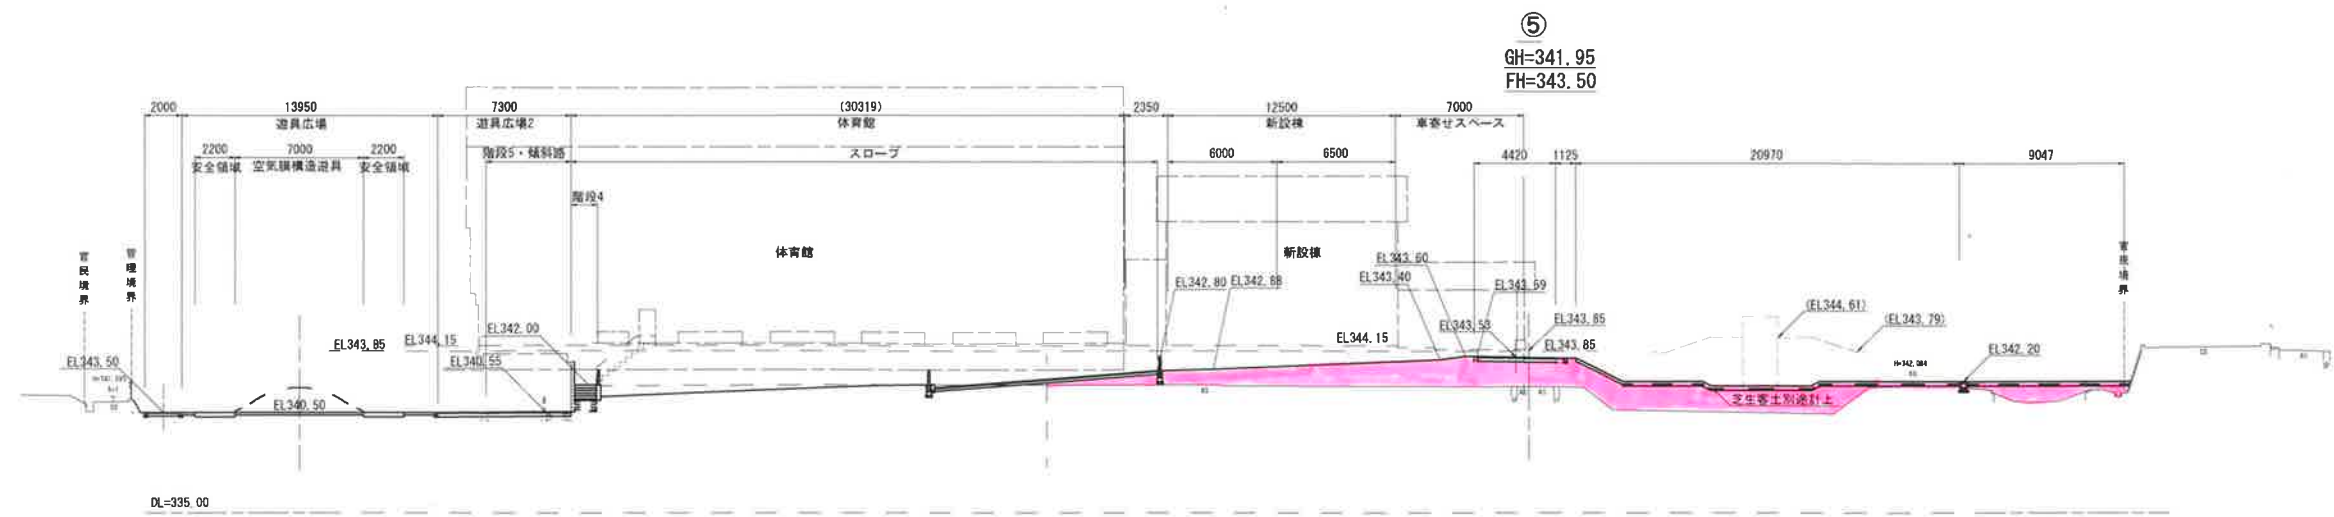 ⑤
GH=341.95
FH=343.50
2000
13950
7300
(30319)
2350
12500
7000
遊具広場
遊具広場2
体育館
新設棟
車寄せスペース
2200
7000
2200
安全領域
空気膜構造遊具
安全領域
階段5・傾斜路
スロープ
6000
6500
4420
1125
20970
9047
階段4
官民境界
管理境界
体育館
新設棟
官民境界
EL343.60
EL343.40
EL342.80
EL342.68
EL343.59
(EL344.61)
(EL343.79)
EL343.50
EL343.85
EL344.15
EL342.00
EL344.15
EL343.53
EL343.85
EL343.85
EL340.55
EL342.20
H=342.084
EL340.50
芝生客土別途計上
DL=335.00